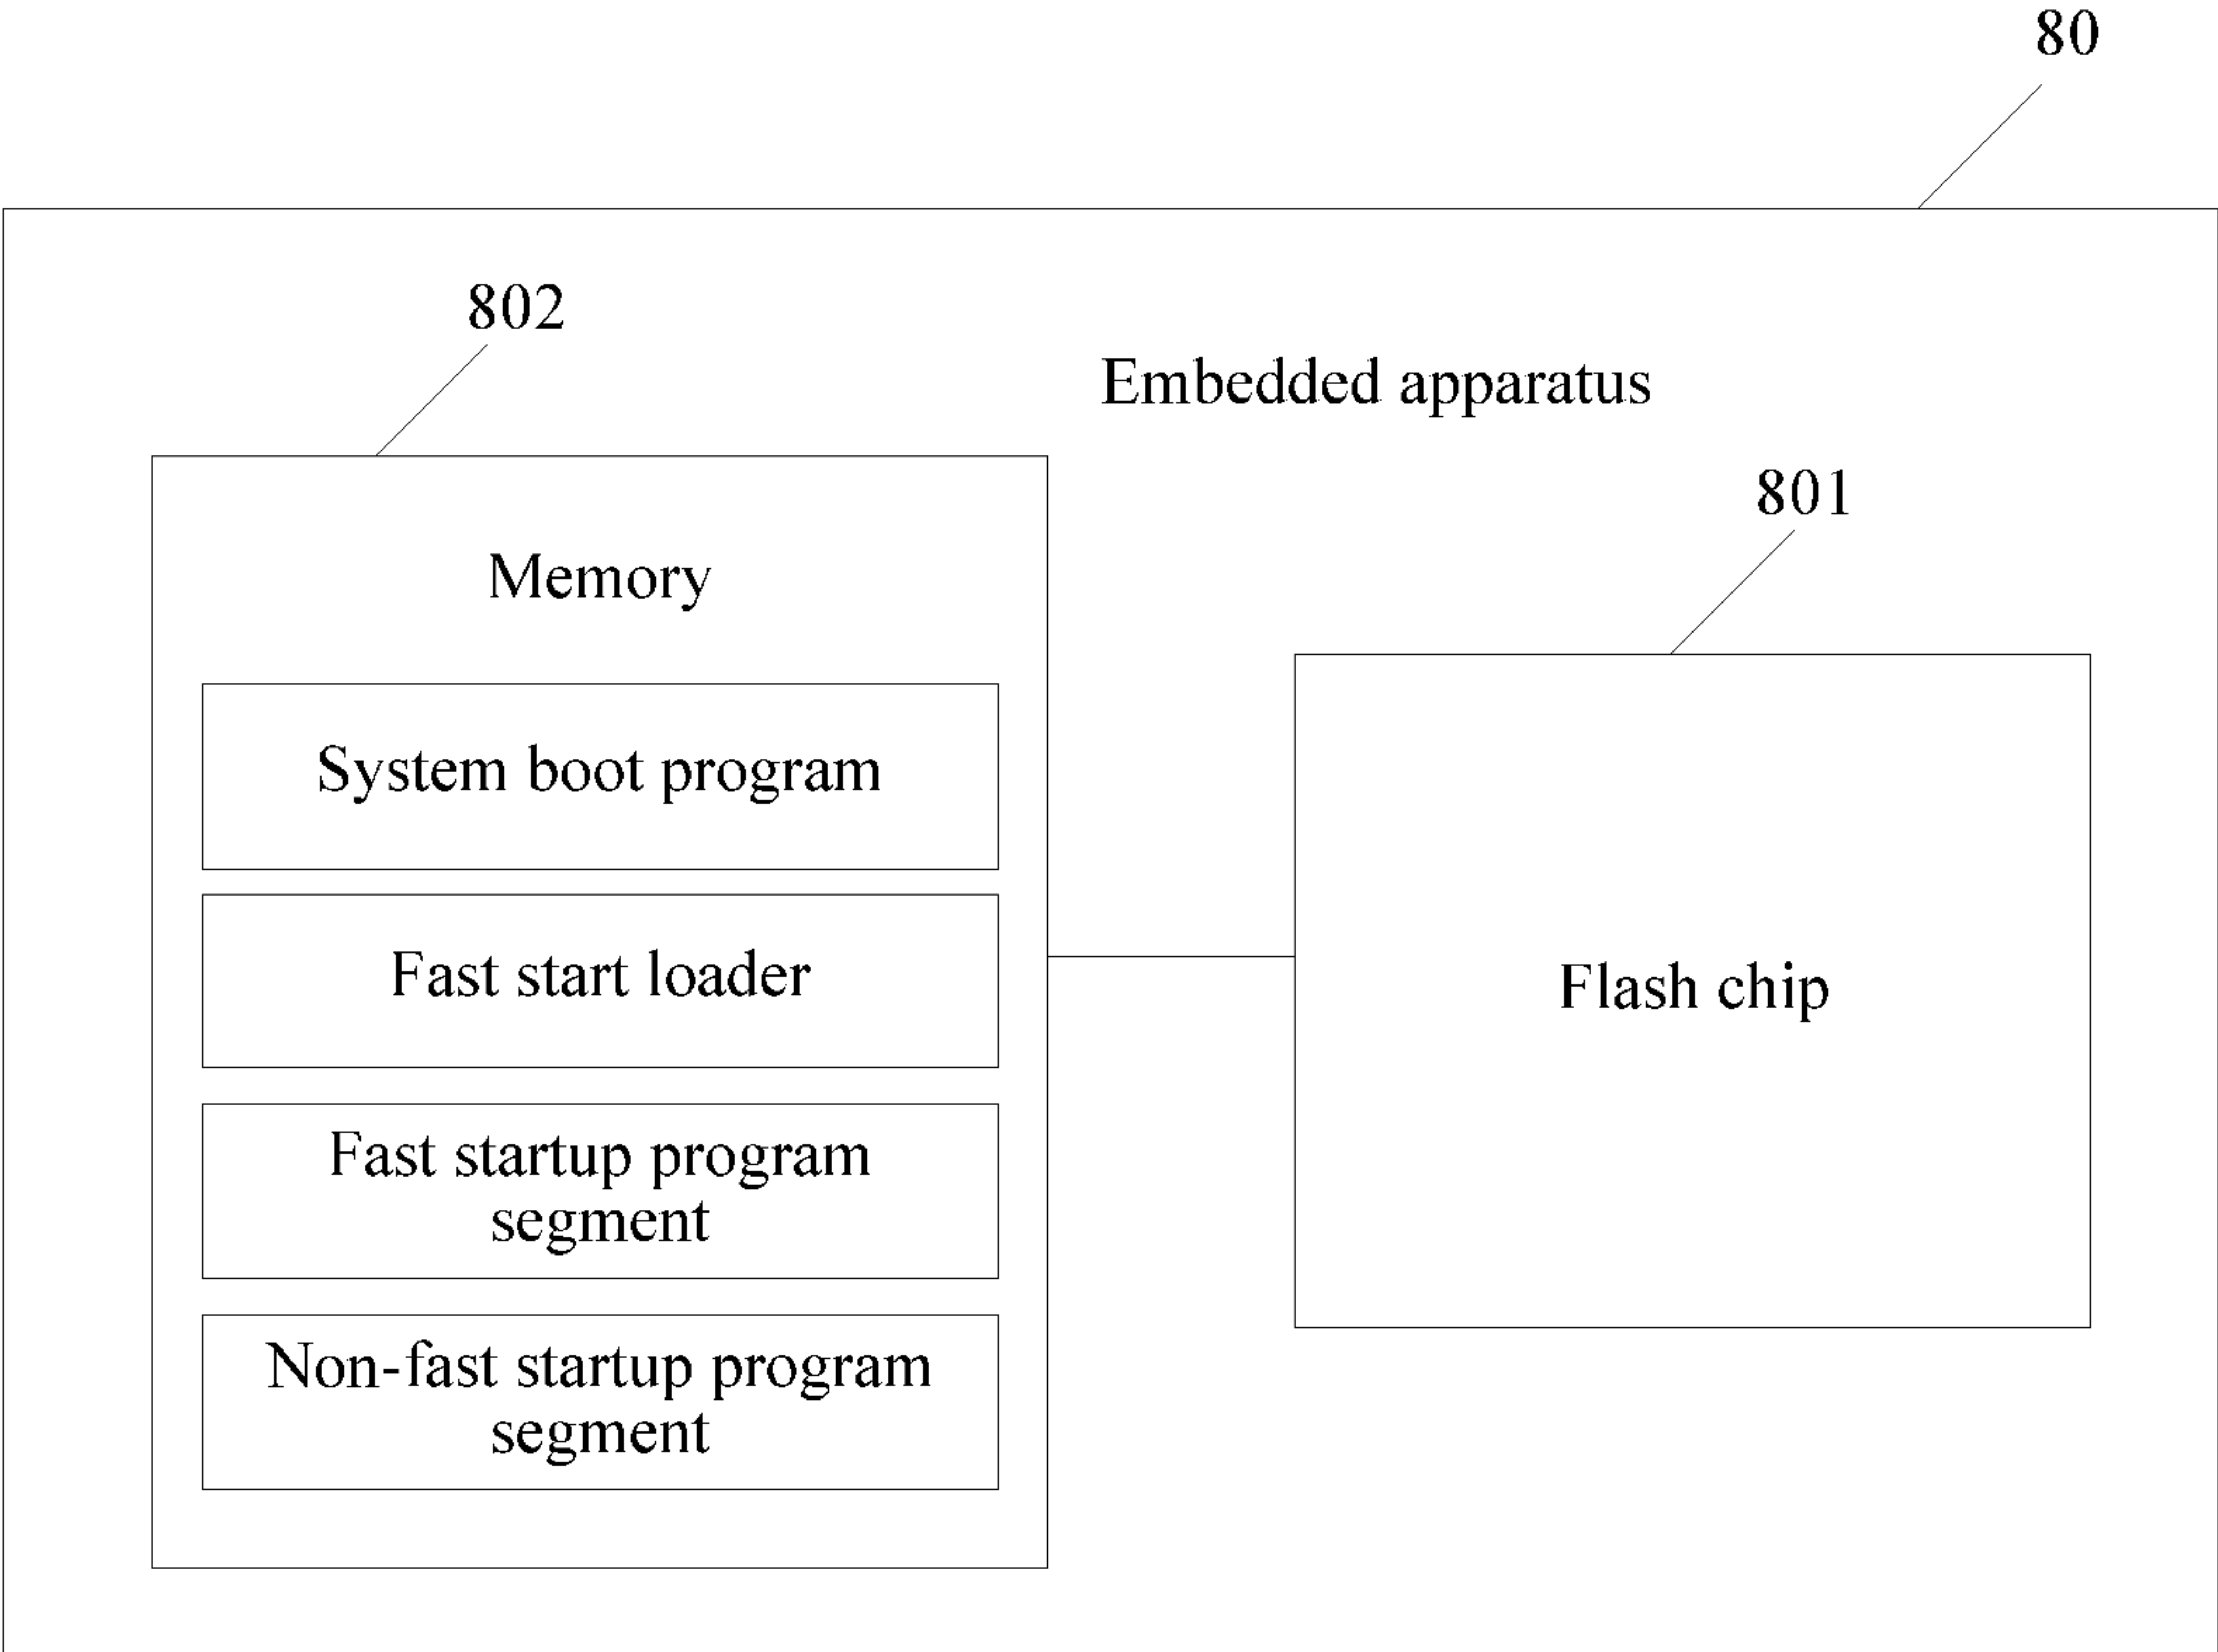 80
802
Embedded apparatus
801
Memory
System boot program
Fast start loader
Flash chip
Fast startup program
segment
Non-fast startup program
segment